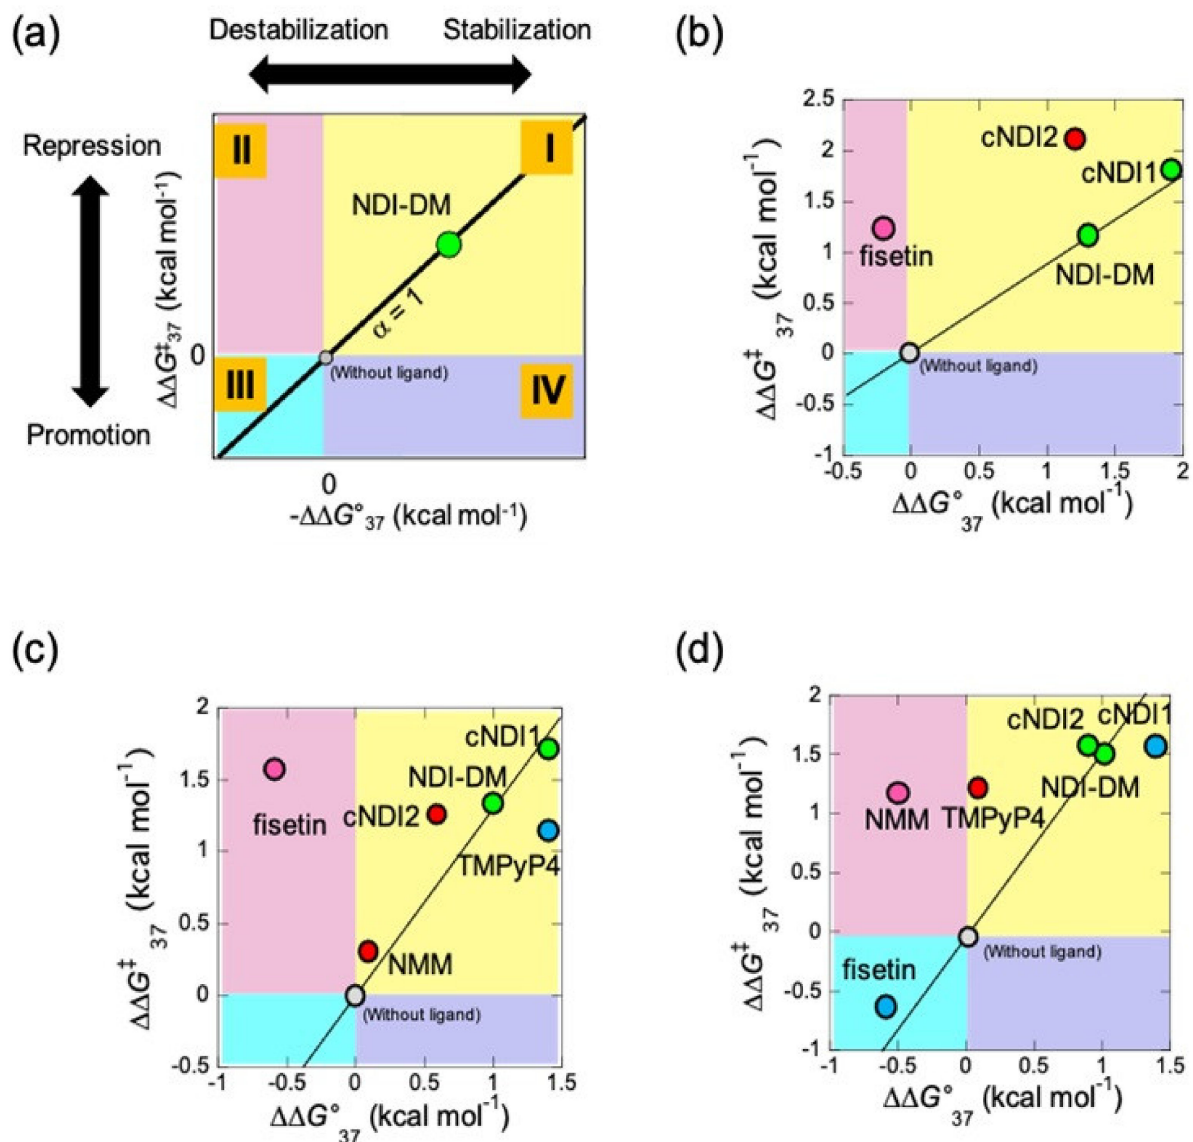 (a)
Destabilization Stabilization
Repression
Promotion
ΔΔG‡37 (kcal mol-1)
II
I
NDI-DM
α = 1
0
(Without ligand)
III
IV
0
-ΔΔG°37 (kcal mol-1)
(b)
ΔΔG‡37 (kcal mol-1)
2.5
2
1.5
1
0.5
0
-0.5
-1
cNDI2
cNDI1
fisetin
NDI-DM
(Without ligand)
-0.5 0 0.5 1 1.5 2
ΔΔG°37 (kcal mol-1)
(c)
ΔΔG‡37 (kcal mol-1)
2
1.5
1
0.5
0
-0.5
cNDI1
NDI-DM
fisetin
cNDI2
TMPyP4
NMM
(Without ligand)
-1 -0.5 0 0.5 1 1.5
ΔΔG°37 (kcal mol-1)
(d)
ΔΔG‡37 (kcal mol-1)
2
1.5
1
0.5
0
-0.5
-1
cNDI2 cNDI1
NDI-DM
NMM TMPyP4
(Without ligand)
fisetin
-1 -0.5 0 0.5 1 1.5
ΔΔG°37 (kcal mol-1)